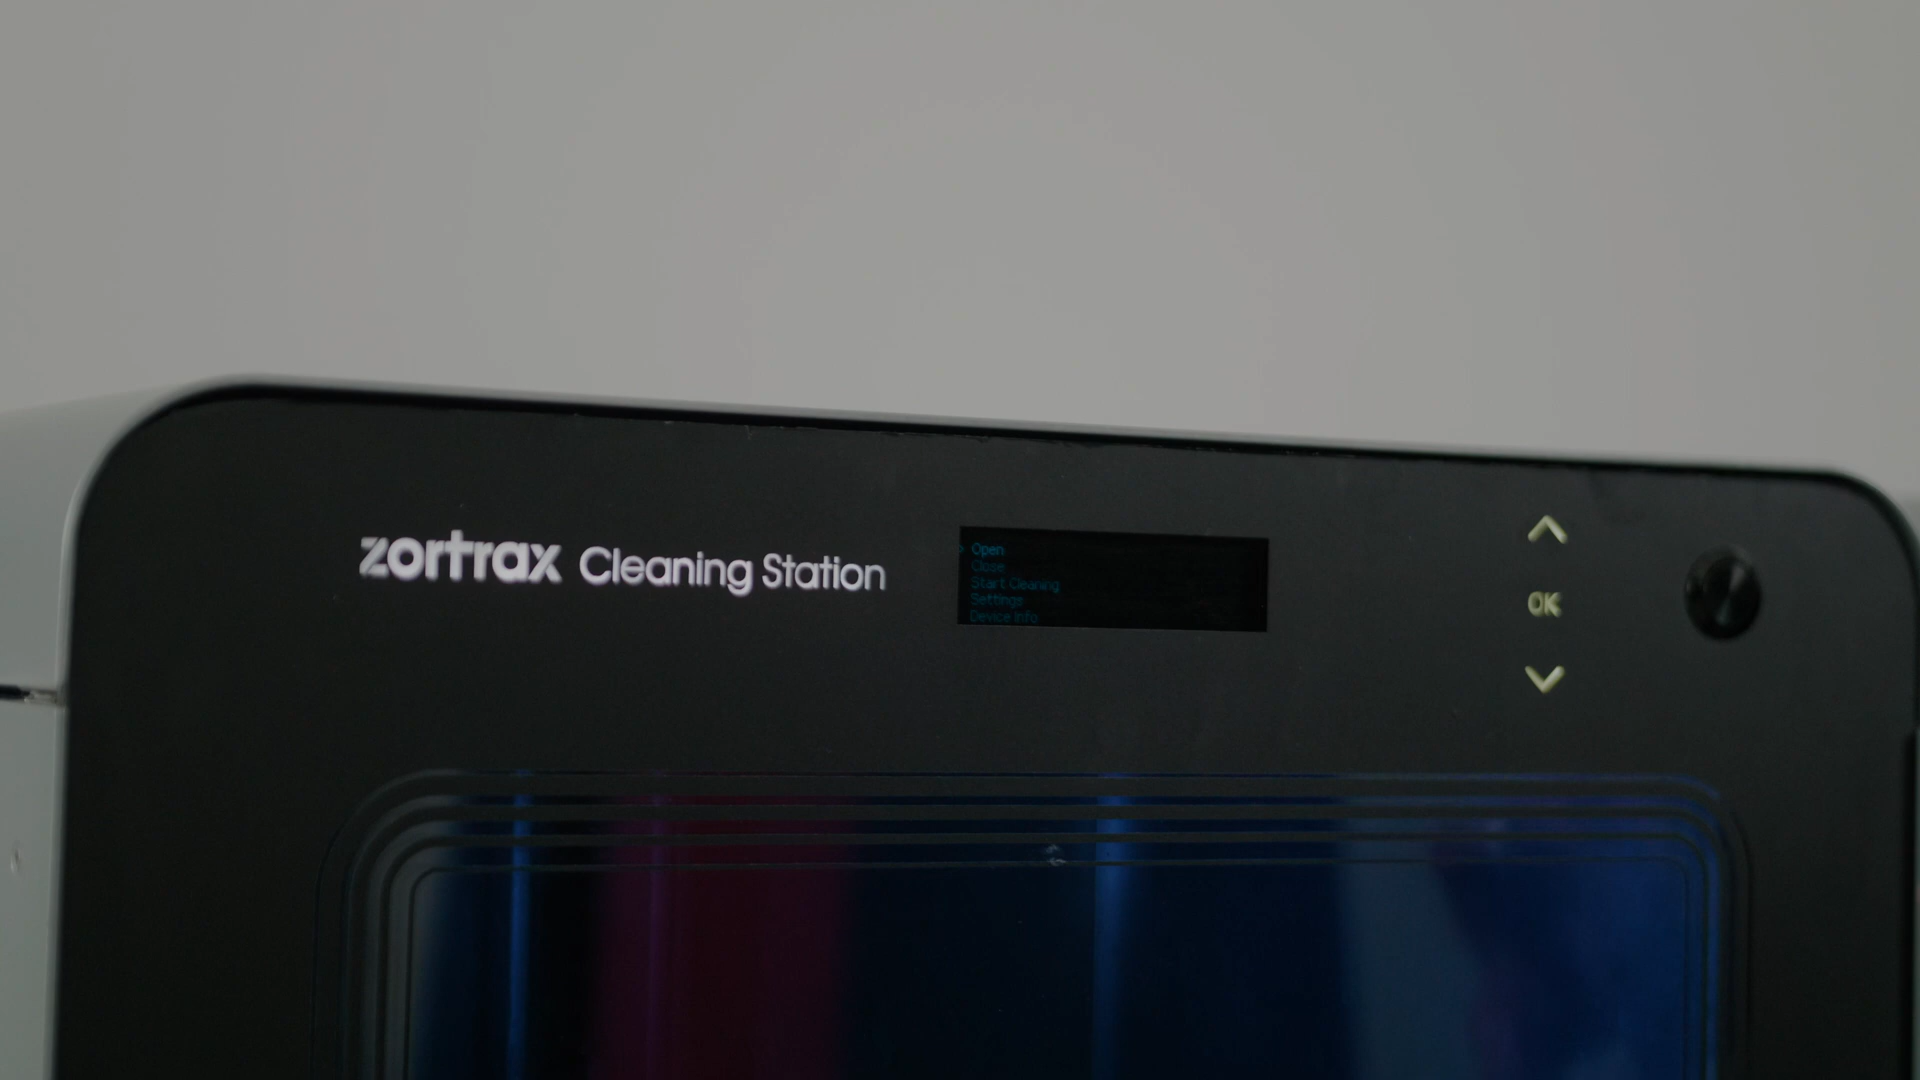 zortrax Cleaning Station
> Open
Close
Start Cleaning
Settings
Device Info
OK